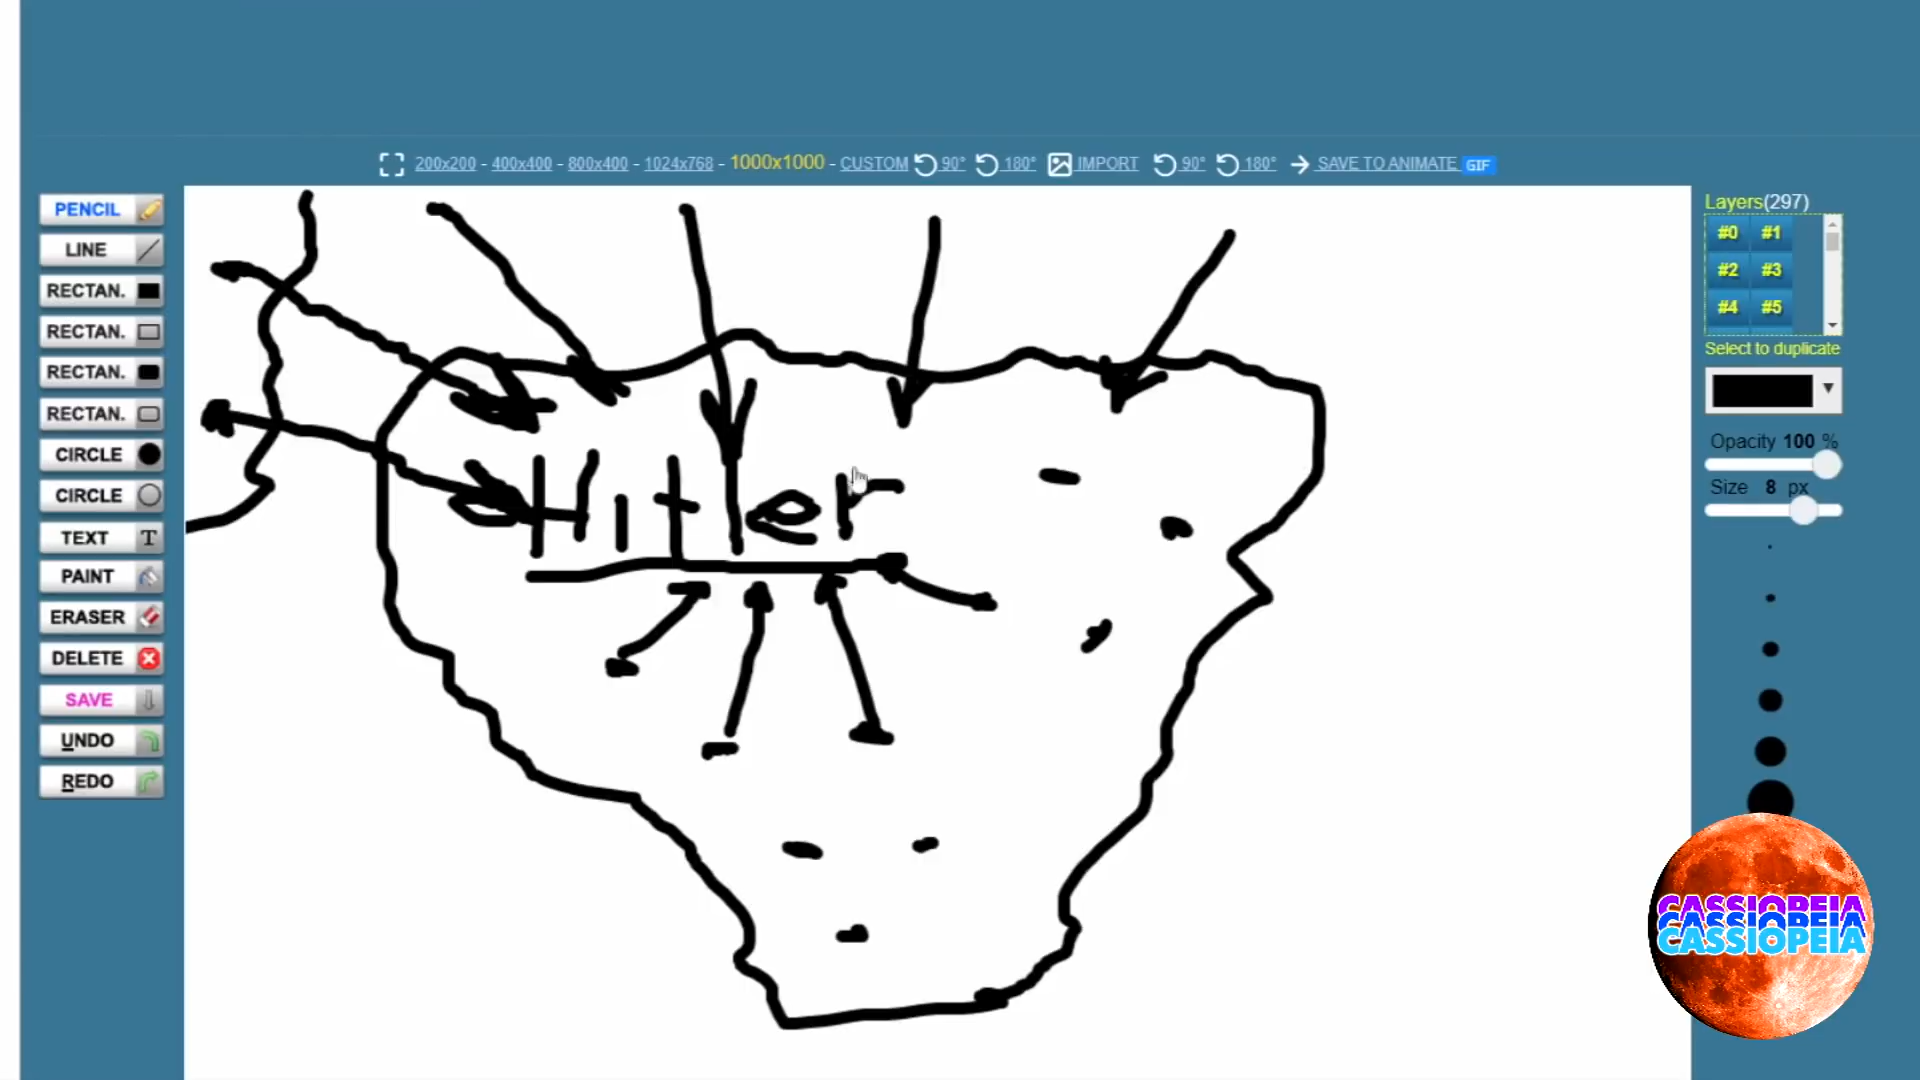 200x200 - 400x400 - 800x400 - 1024x768 - 1000x1000 - CUSTOM 90° 180° IMPORT 90° 180° SAVE TO ANIMATE GIF
PENCIL
LINE
RECTAN.
RECTAN.
RECTAN.
RECTAN.
CIRCLE
CIRCLE
TEXT T
PAINT
ERASER
DELETE
SAVE
UNDO
REDO
Hitler
Layers(297)
#0 #1
#2 #3
#4 #5
Select to duplicate
Opacity 100 %
Size 8 px
CASSIOPEIA
CASSIOPEIA
CASSIOPEIA